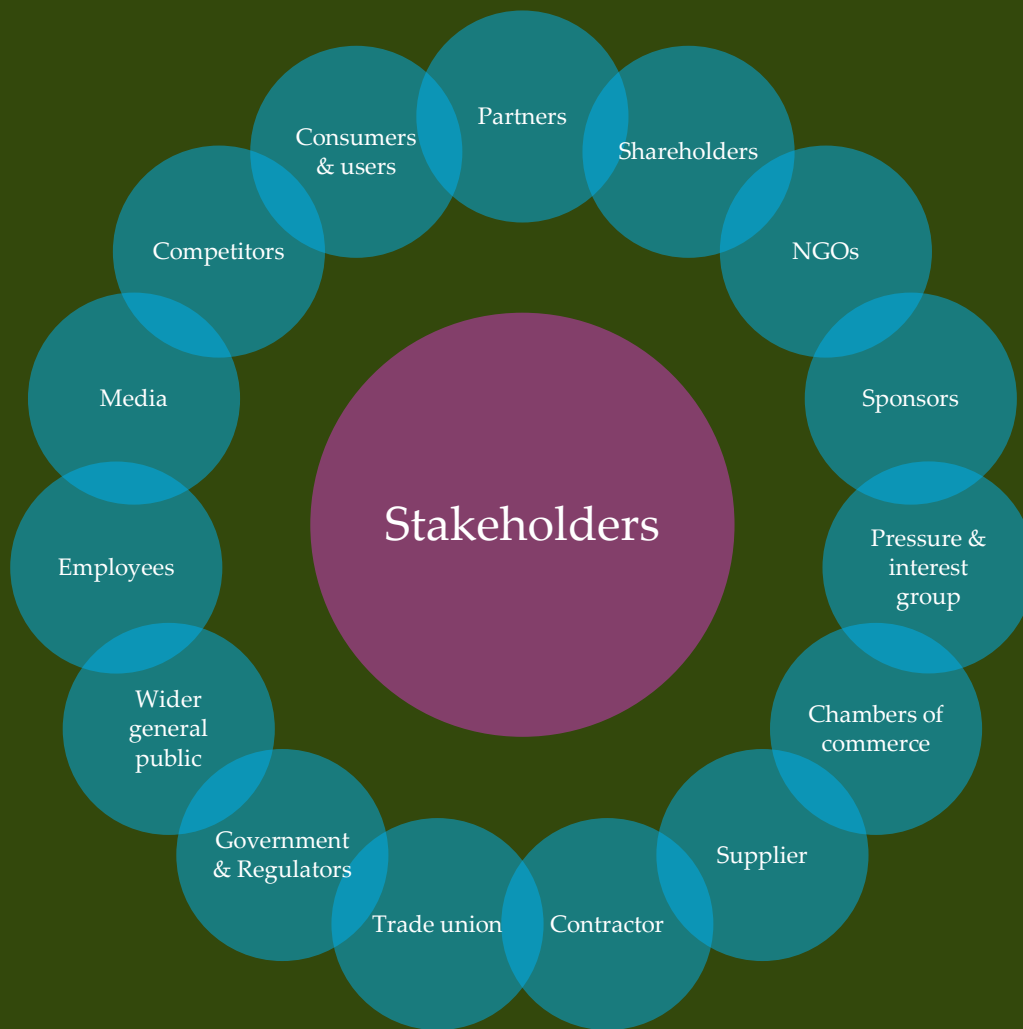 Partners
Shareholders
NGOs
Sponsors
Pressure &
interest
group
Chambers of
commerce
Supplier
Contractor
Trade union
Government
& Regulators
Wider
general
public
Employees
Media
Competitors
Consumers
& users
Stakeholders